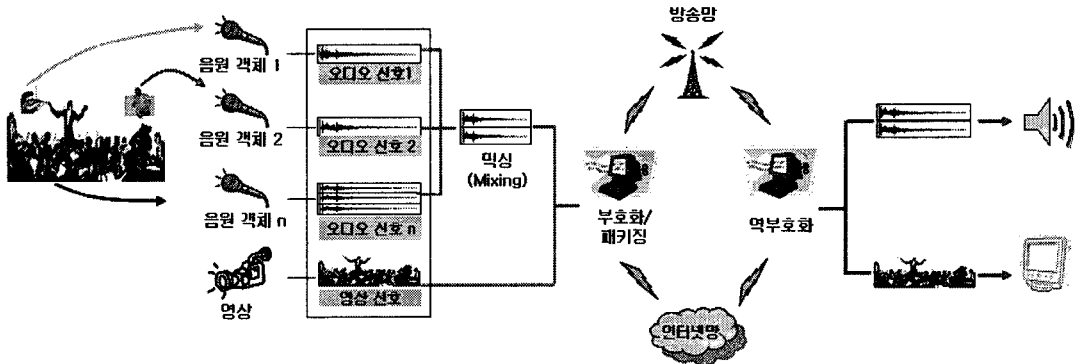 방송망
음원 객체 1
오디오 신호1
음원 객체 2
오디오 신호 2
믹싱
(Mixing)
음원 객체 n
오디오 신호 n
부호화/
패키징
역부호화
영상
영상 신호
인터넷망